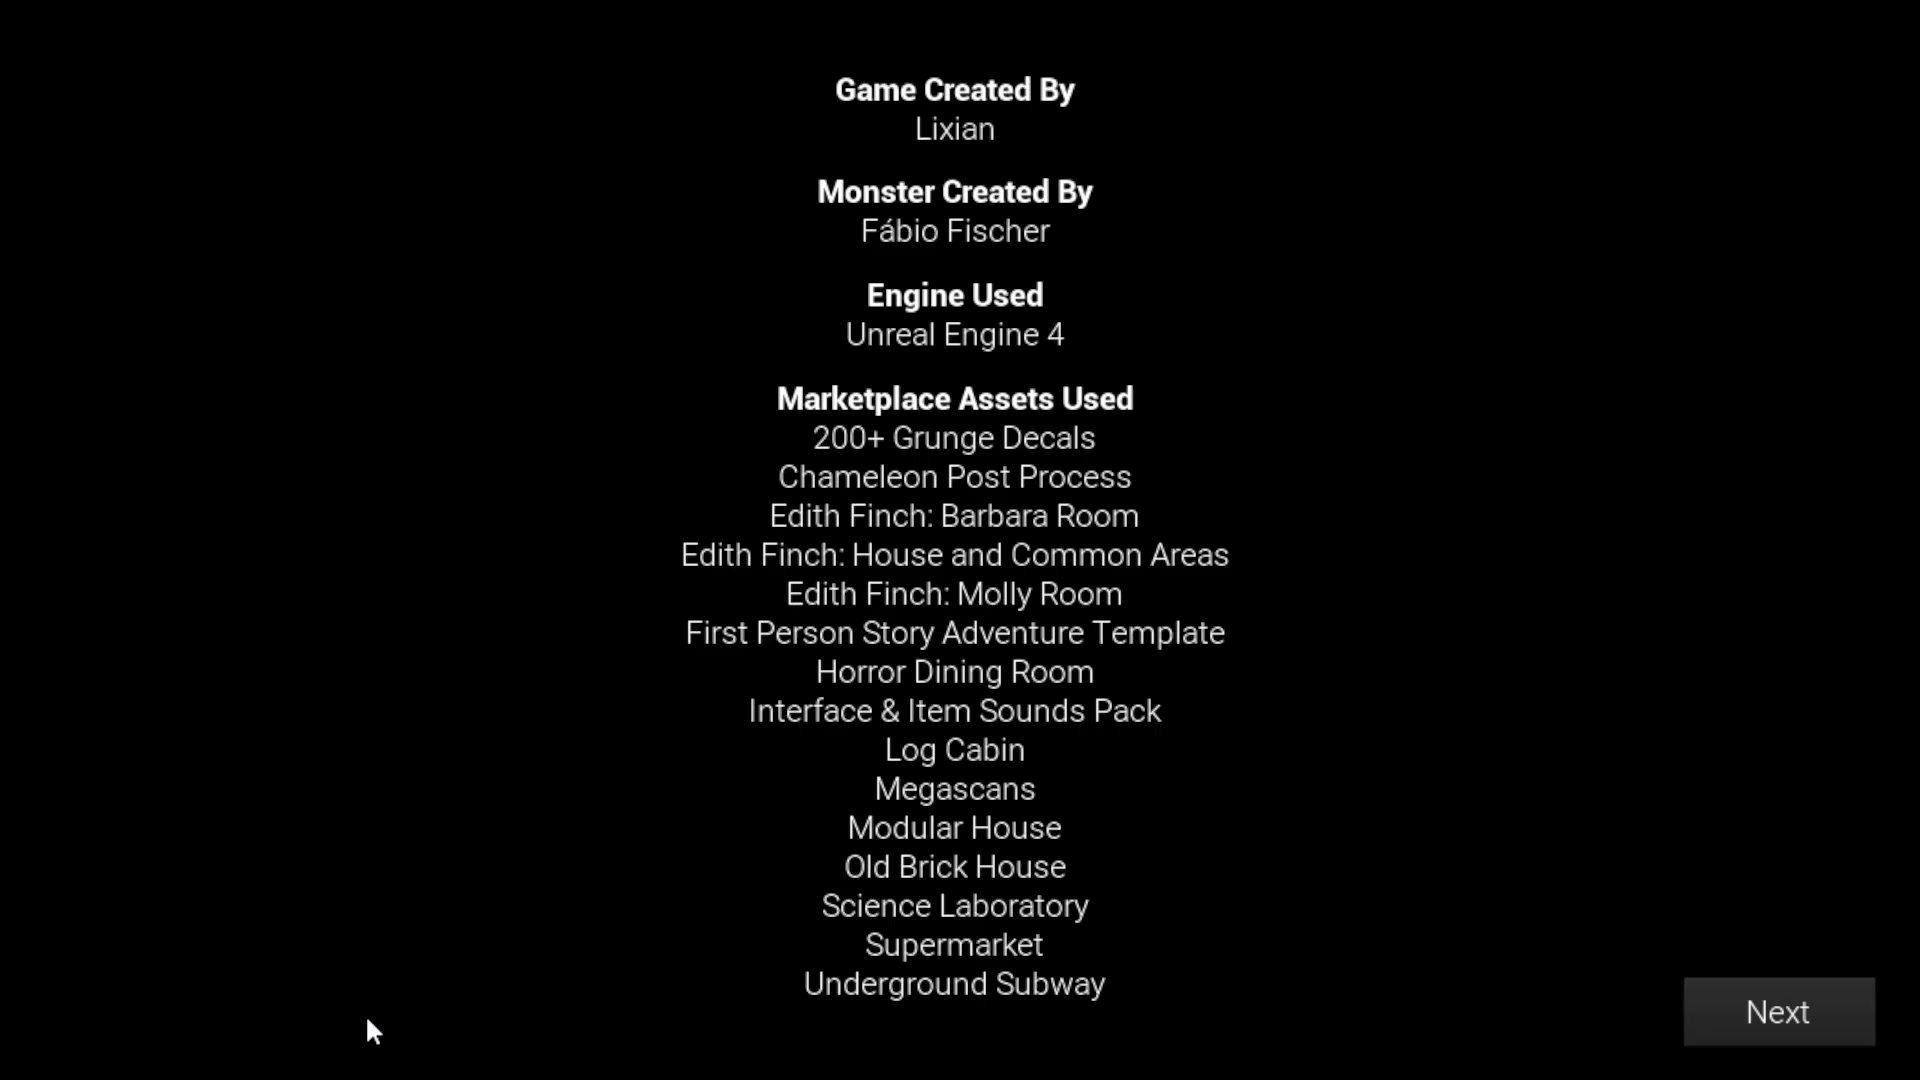 Game Created By
Lixian
Monster Created By
Fábio Fischer
Engine Used
Unreal Engine 4
Marketplace Assets Used
200+ Grunge Decals
Chameleon Post Process
Edith Finch: Barbara Room
Edith Finch: House and Common Areas
Edith Finch: Molly Room
First Person Story Adventure Template
Horror Dining Room
Interface & Item Sounds Pack
Log Cabin
Megascans
Modular House
Old Brick House
Science Laboratory
Supermarket
Underground Subway
Next